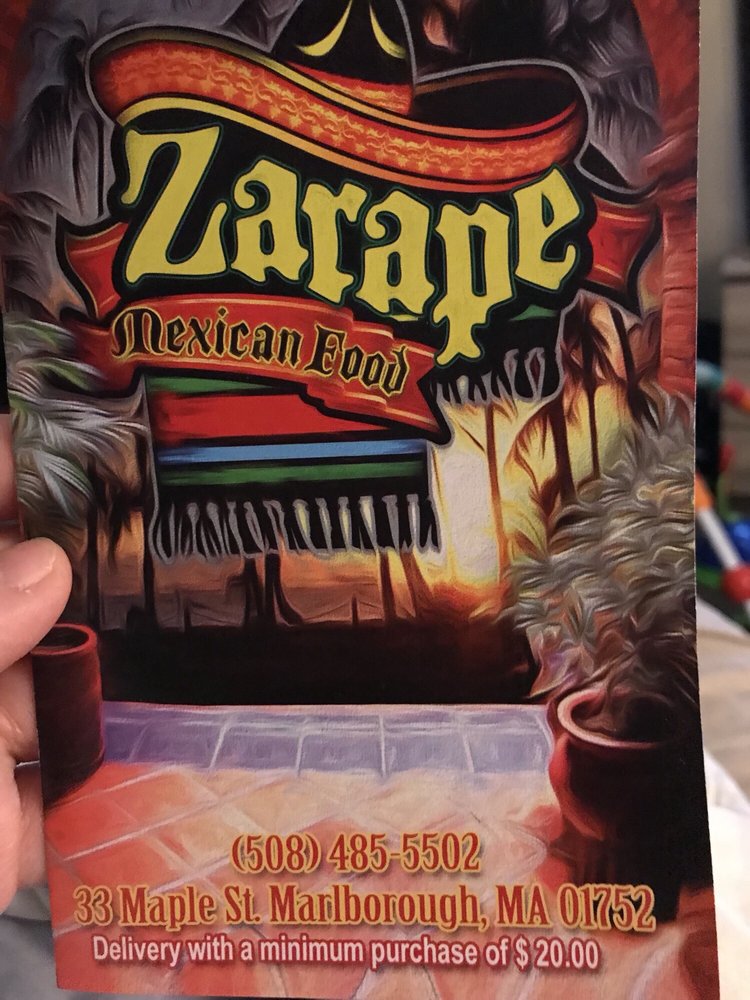 Zarape
Mexican Food
(508) 485-5502
33 Maple St. Marlborough, MA 01752
Delivery with a minimum purchase of $ 20.00